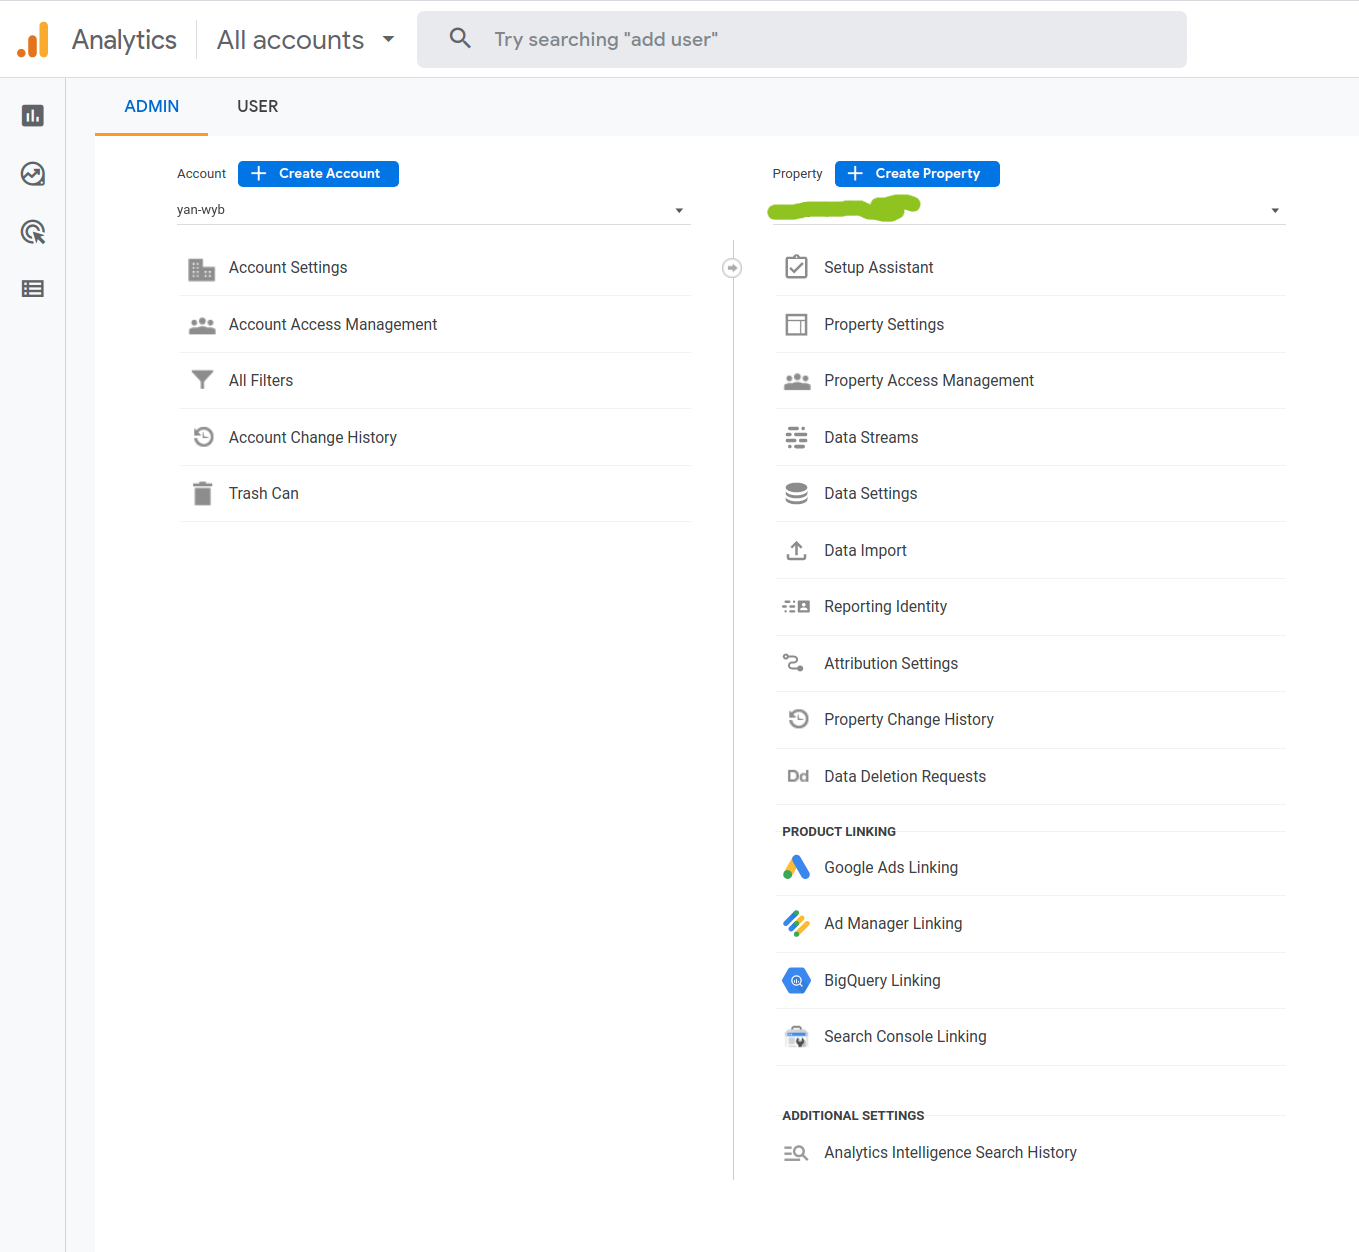 Analytics All accounts Try searching "add user"
ADMIN USER
Account Create Account
yan-wyb
Account Settings
Account Access Management
All Filters
Account Change History
Trash Can
Property Create Property
Setup Assistant
Property Settings
Property Access Management
Data Streams
Data Settings
Data Import
Reporting Identity
Attribution Settings
Property Change History
Dd Data Deletion Requests
PRODUCT LINKING
Google Ads Linking
Ad Manager Linking
BigQuery Linking
Search Console Linking
ADDITIONAL SETTINGS
Analytics Intelligence Search History